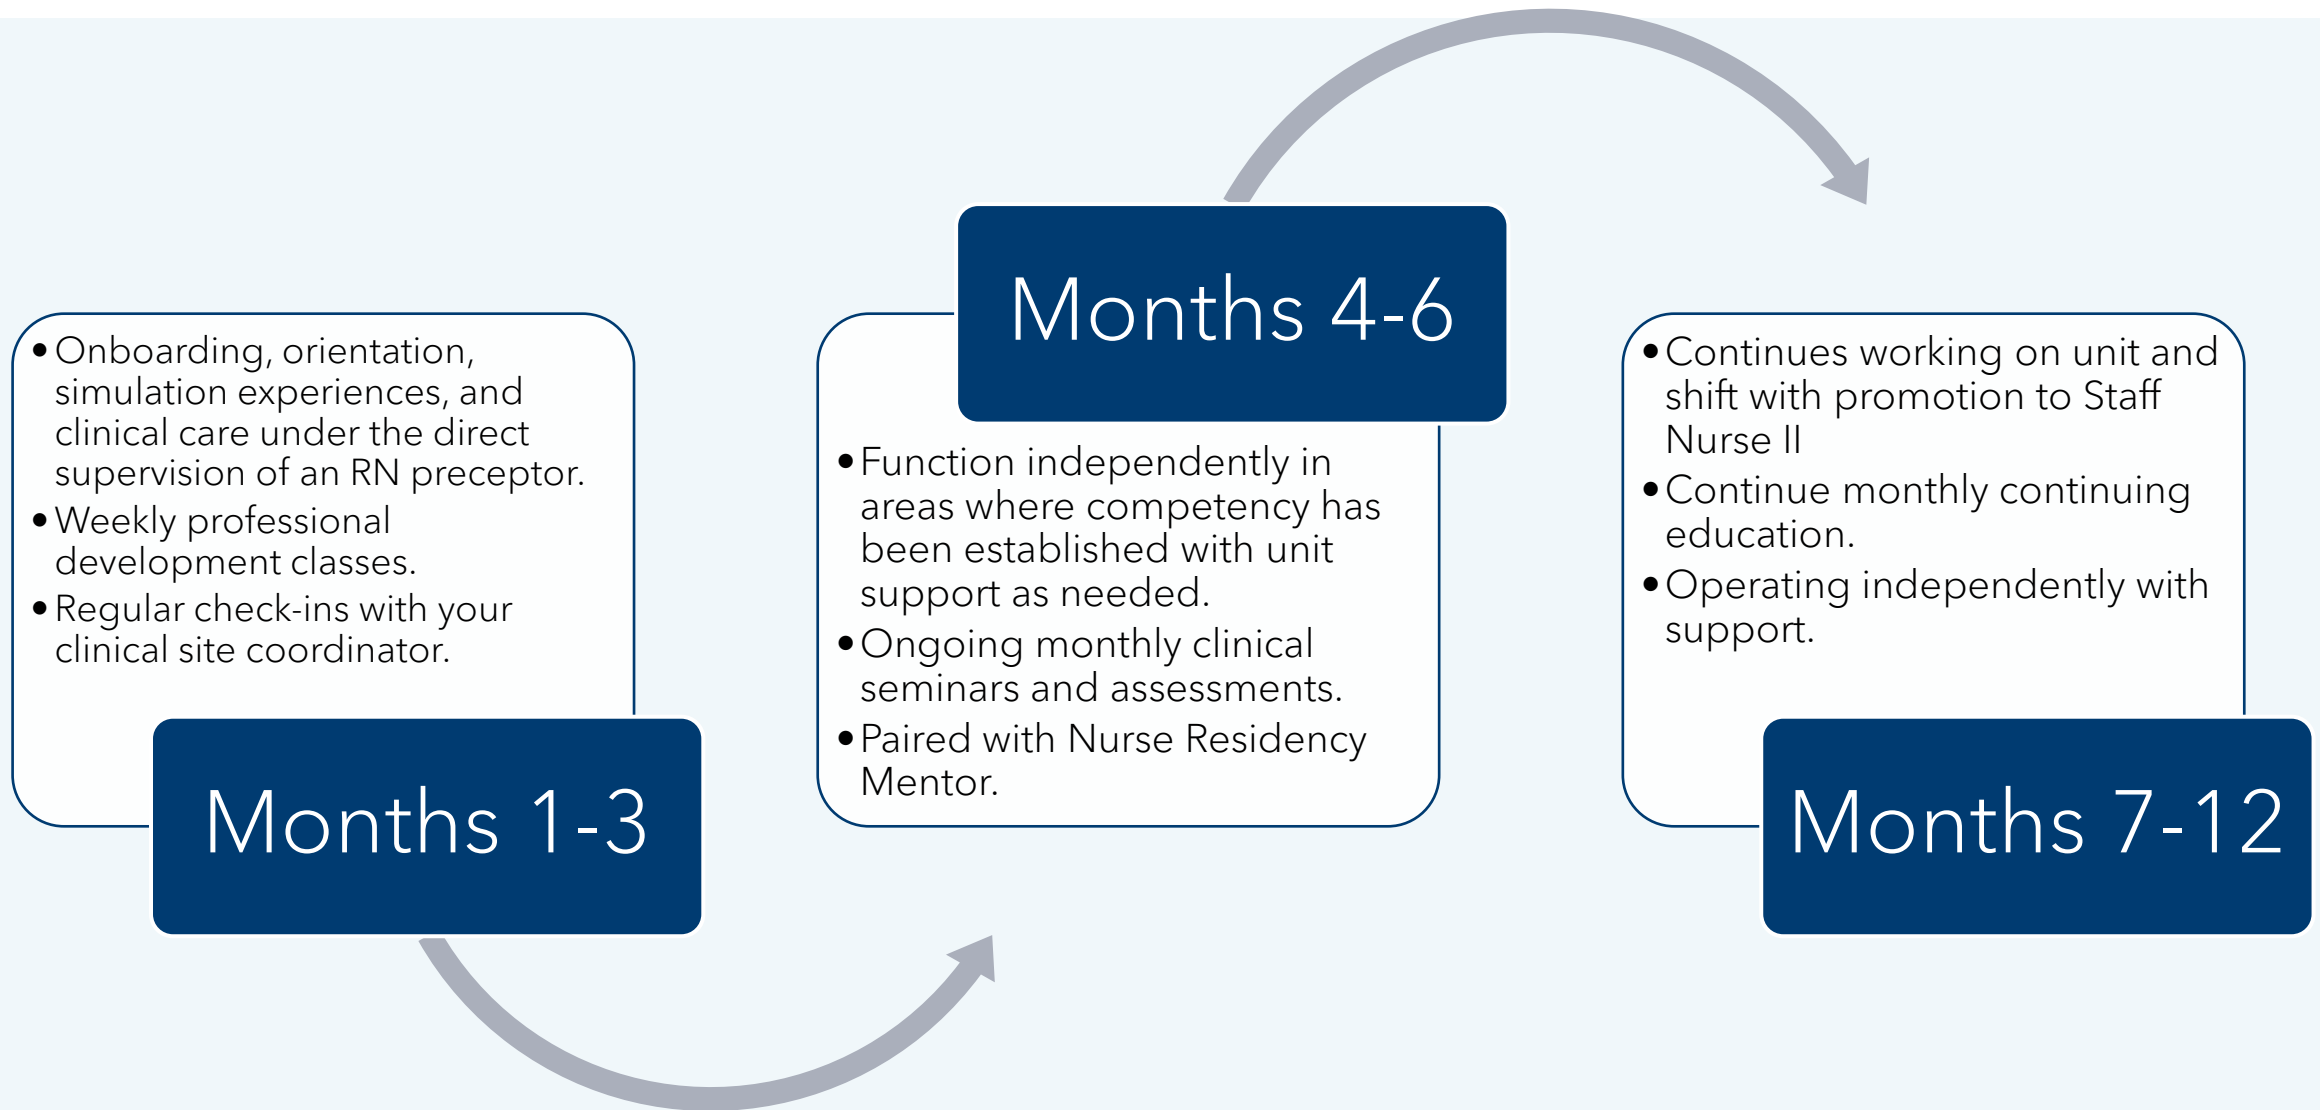 • Onboarding, orientation,
simulation experiences, and
clinical care under the direct
supervision of an RN preceptor.
• Weekly professional
development classes.
• Regular check-ins with your
clinical site coordinator.
Months 1-3
Months 4-6
• Function independently in
areas where competency has
been established with unit
support as needed.
• Ongoing monthly clinical
seminars and assessments.
• Paired with Nurse Residency
Mentor.
• Continues working on unit and
shift with promotion to Staff
Nurse II
• Continue monthly continuing
education.
• Operating independently with
support.
Months 7-12